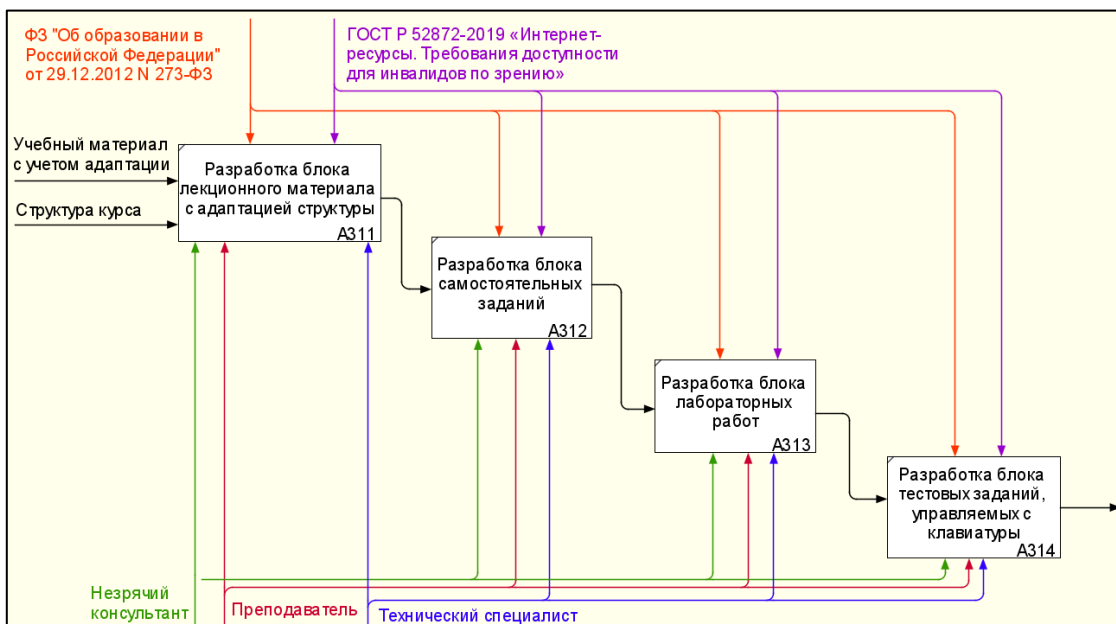 ФЗ "Об образовании в
Российской Федерации"
от 29.12.2012 N 273-ФЗ
ГОСТ Р 52872-2019 «Интернет-
ресурсы. Требования доступности
для инвалидов по зрению»
Учебный материал
с учетом адаптации
Структура курса
Разработка блока
лекционного материала
с адаптацией структуры
A311
Разработка блока
самостоятельных
заданий
A312
Разработка блока
лабораторных
работ
A313
Разработка блока
тестовых заданий,
управляемых с
клавиатуры
A314
Незрячий
консультант
Преподаватель
Технический специалист